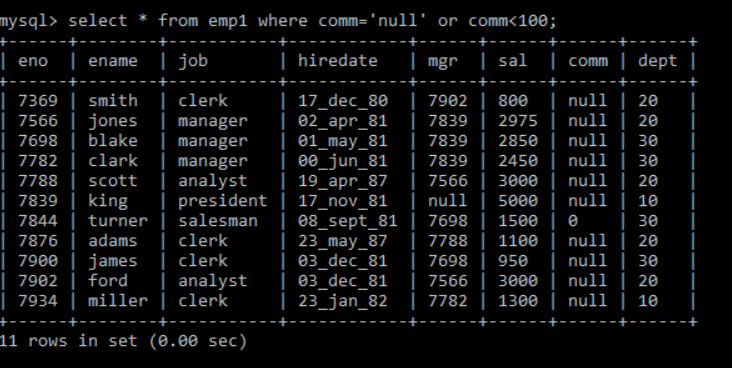 mysql> select * from emp1 where comm='null' or comm<100;
| eno | ename | job | hiredate | mgr | sal | comm | dept |
| 7369 | smith | clerk | 17_dec_80 | 7902 | 800 | null | 20 |
| 7566 | jones | manager | 02_apr_81 | 7839 | 2975 | null | 20 |
| 7698 | blake | manager | 01_may_81 | 7839 | 2850 | null | 30 |
| 7782 | clark | manager | 00_jun_81 | 7839 | 2450 | null | 30 |
| 7788 | scott | analyst | 19_apr_87 | 7566 | 3000 | null | 20 |
| 7839 | king | president | 17_nov_81 | null | 5000 | null | 10 |
| 7844 | turner | salesman | 08_sept_81 | 7698 | 1500 | 0 | 30 |
| 7876 | adams | clerk | 23_may_87 | 7788 | 1100 | null | 20 |
| 7900 | james | clerk | 03_dec_81 | 7698 | 950 | null | 30 |
| 7902 | ford | analyst | 03_dec_81 | 7566 | 3000 | null | 20 |
| 7934 | miller | clerk | 23_jan_82 | 7782 | 1300 | null | 10 |
11 rows in set (0.00 sec)